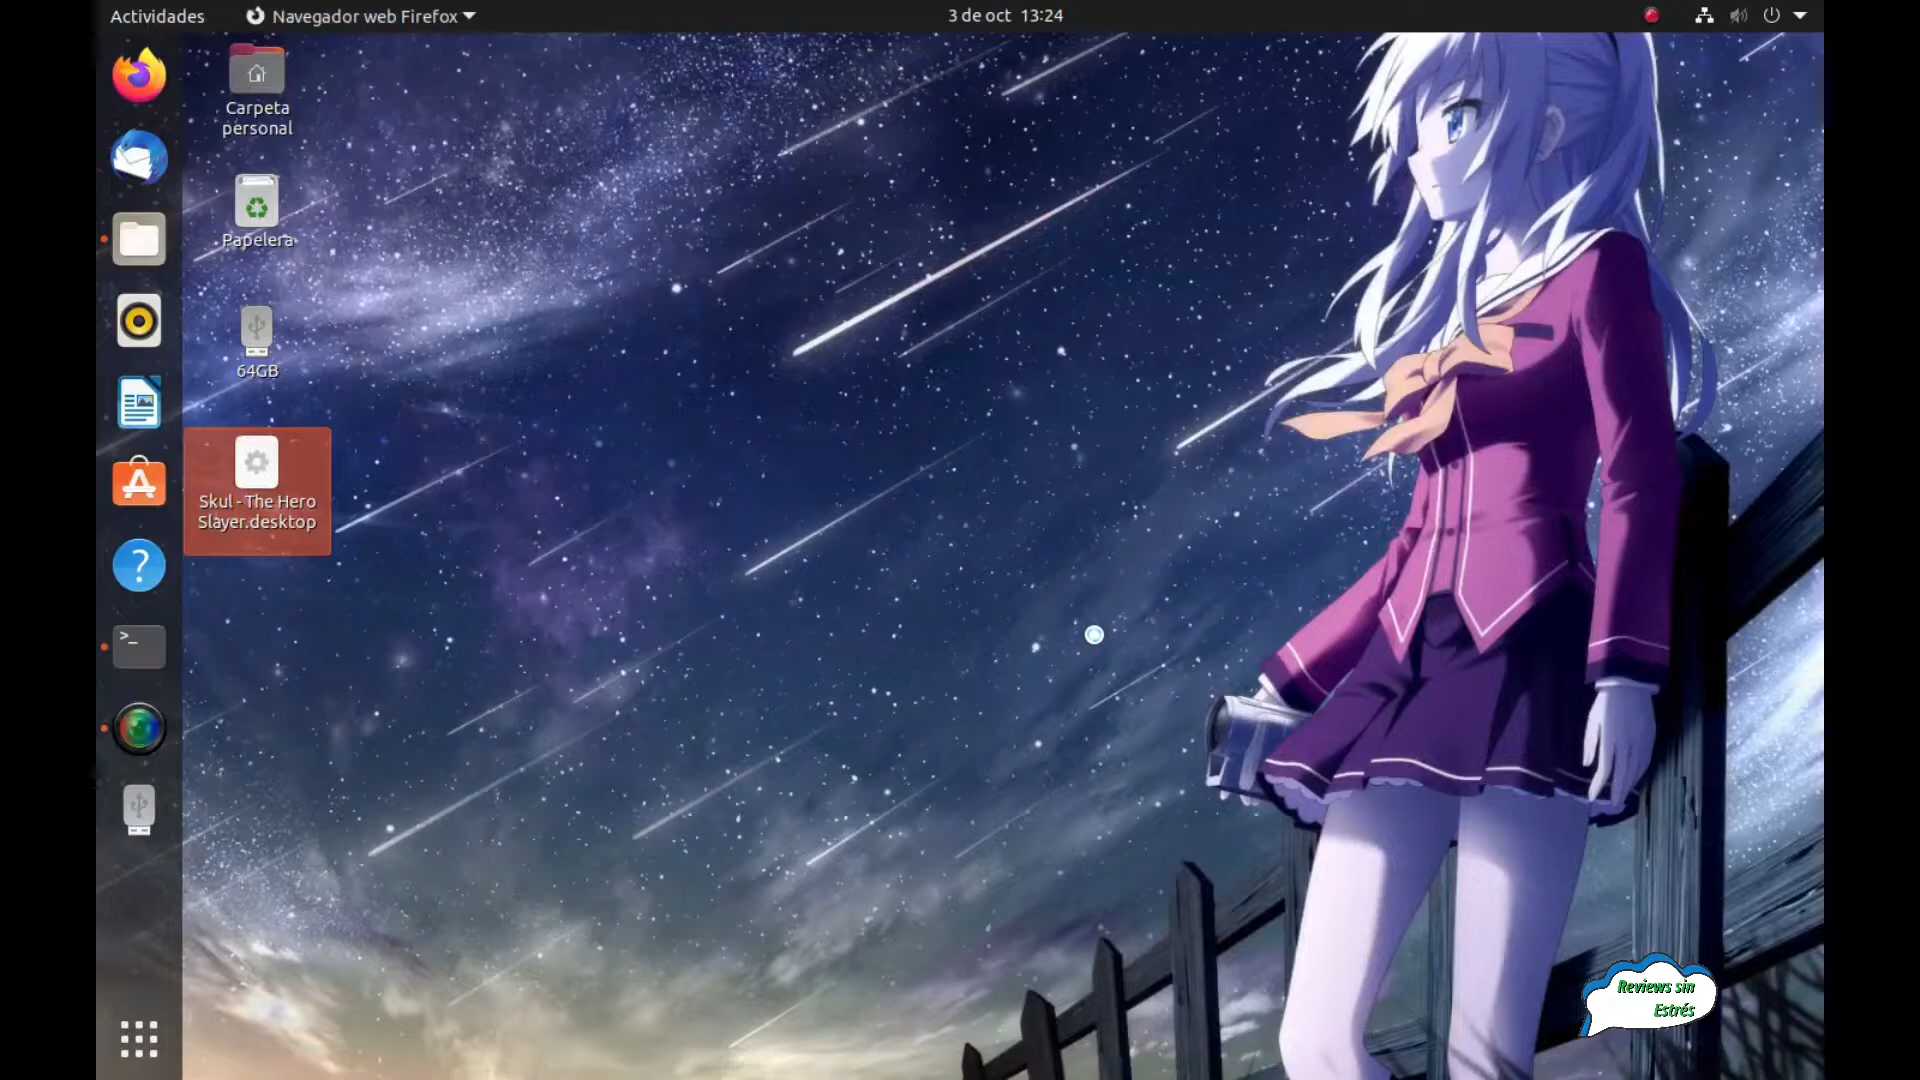 Actividades
Navegador web Firefox
3 de oct 13:24
Carpeta
personal
Papelera
64GB
Skul - The Hero
Slayer.desktop
?
>_
Reviews sin
Estrés